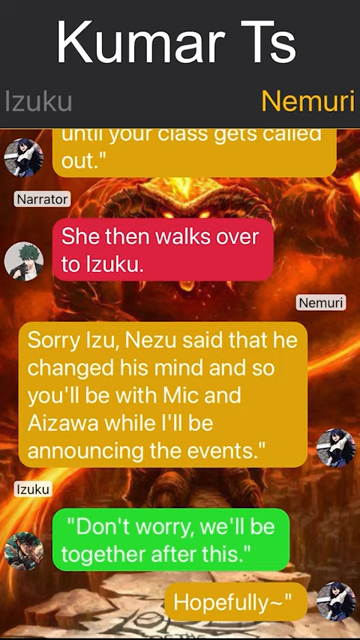 Kumar Ts
Izuku Nemuri
until your class gets called
out."
Narrator
She then walks over
to Izuku.
Nemuri
Sorry Izu, Nezu said that he
changed his mind and so
you'll be with Mic and
Aizawa while I'll be
announcing the events."
Izuku
"Don't worry, we'll be
together after this."
Hopefully~"